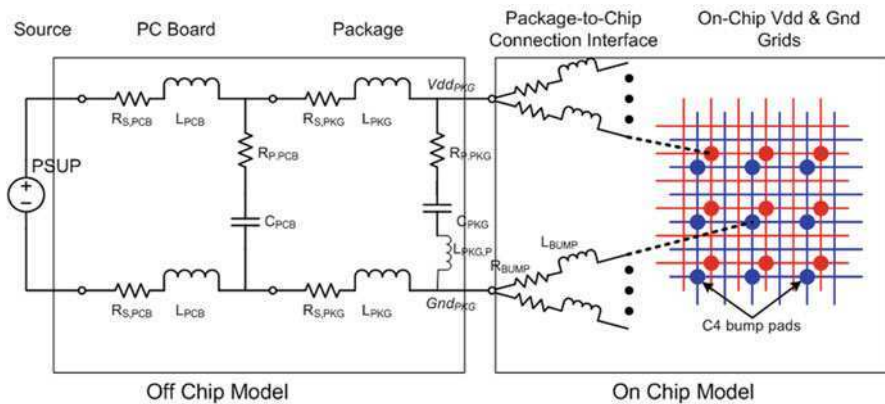 Source
PC Board
Package
Package-to-Chip
Connection Interface
On-Chip Vdd & Gnd
Grids
VddPKG
RS,PCB
LPCB
RS,PKG
LPKG
RP,PCB
RP,PKG
PSUP
CPCB
CPKG
LPKG,P
RBUMP
LBUMP
RS,PCB
LPCB
RS,PKG
LPKG
GndPKG
C4 bump pads
Off Chip Model
On Chip Model